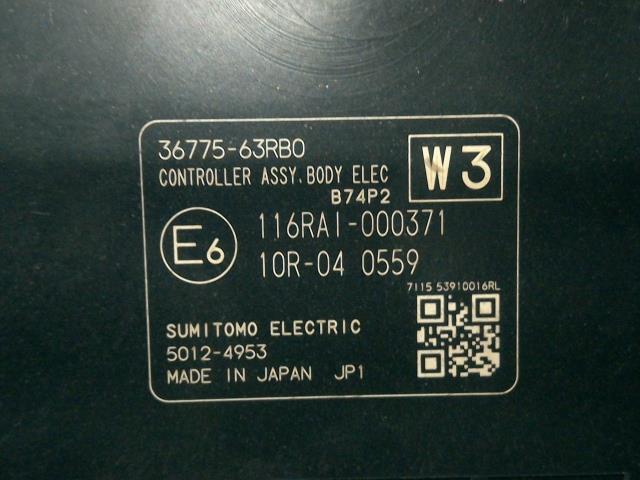 36775-63RB0
W3
CONTROLLER ASSY,BODY ELEC
B74P2
E6
116RAI-000371
10R-04 0559
7115 53910016RL
SUMITOMO ELECTRIC
5012-4953
MADE IN JAPAN JP1